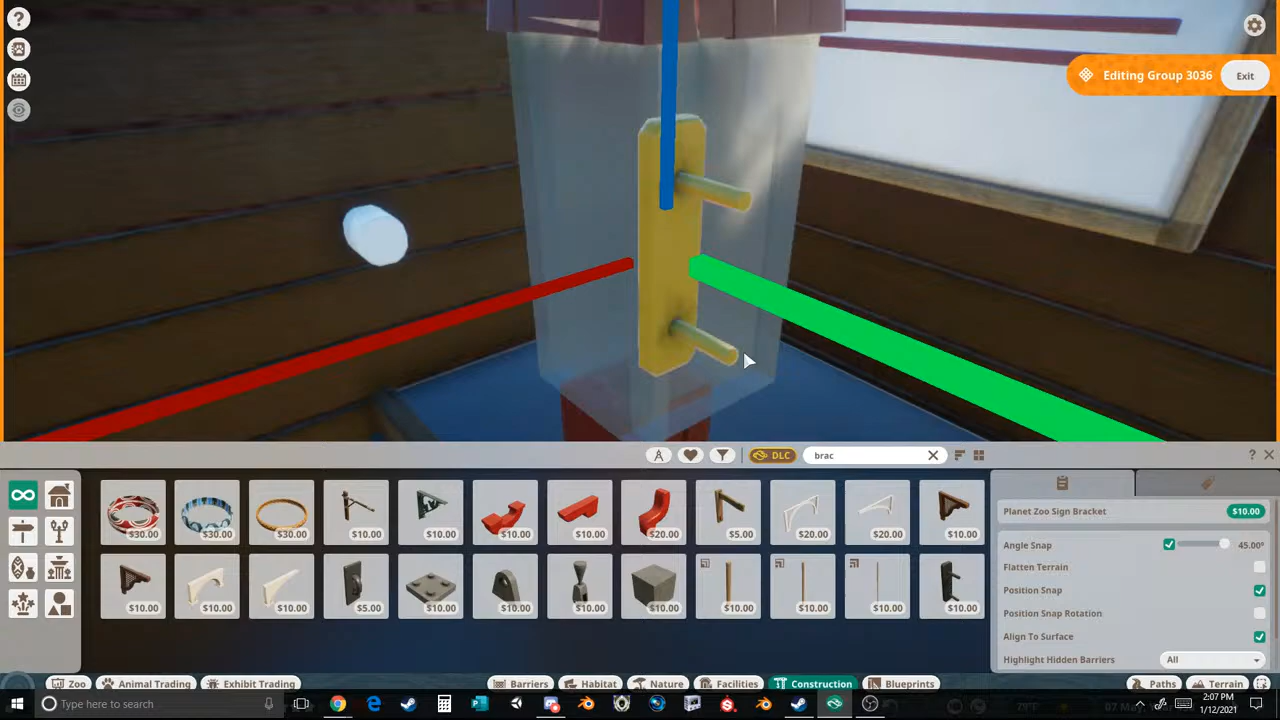 Editing Group 3036
Exit
DLC
brac
$30.00 $30.00 $30.00 $10.00 $10.00 $10.00 $10.00 $20.00 $5.00 $20.00 $20.00 $10.00
$10.00 $10.00 $10.00 $5.00 $10.00 $10.00 $10.00 $10.00 $10.00 $10.00 $10.00 $10.00
Planet Zoo Sign Bracket $10.00
Angle Snap 45.00°
Flatten Terrain
Position Snap
Position Snap Rotation
Align To Surface
Highlight Hidden Barriers All
Zoo Animal Trading Exhibit Trading Barriers Habitat Nature Facilities Construction Blueprints Paths Terrain
Type here to search
2:07 PM
1/12/2021